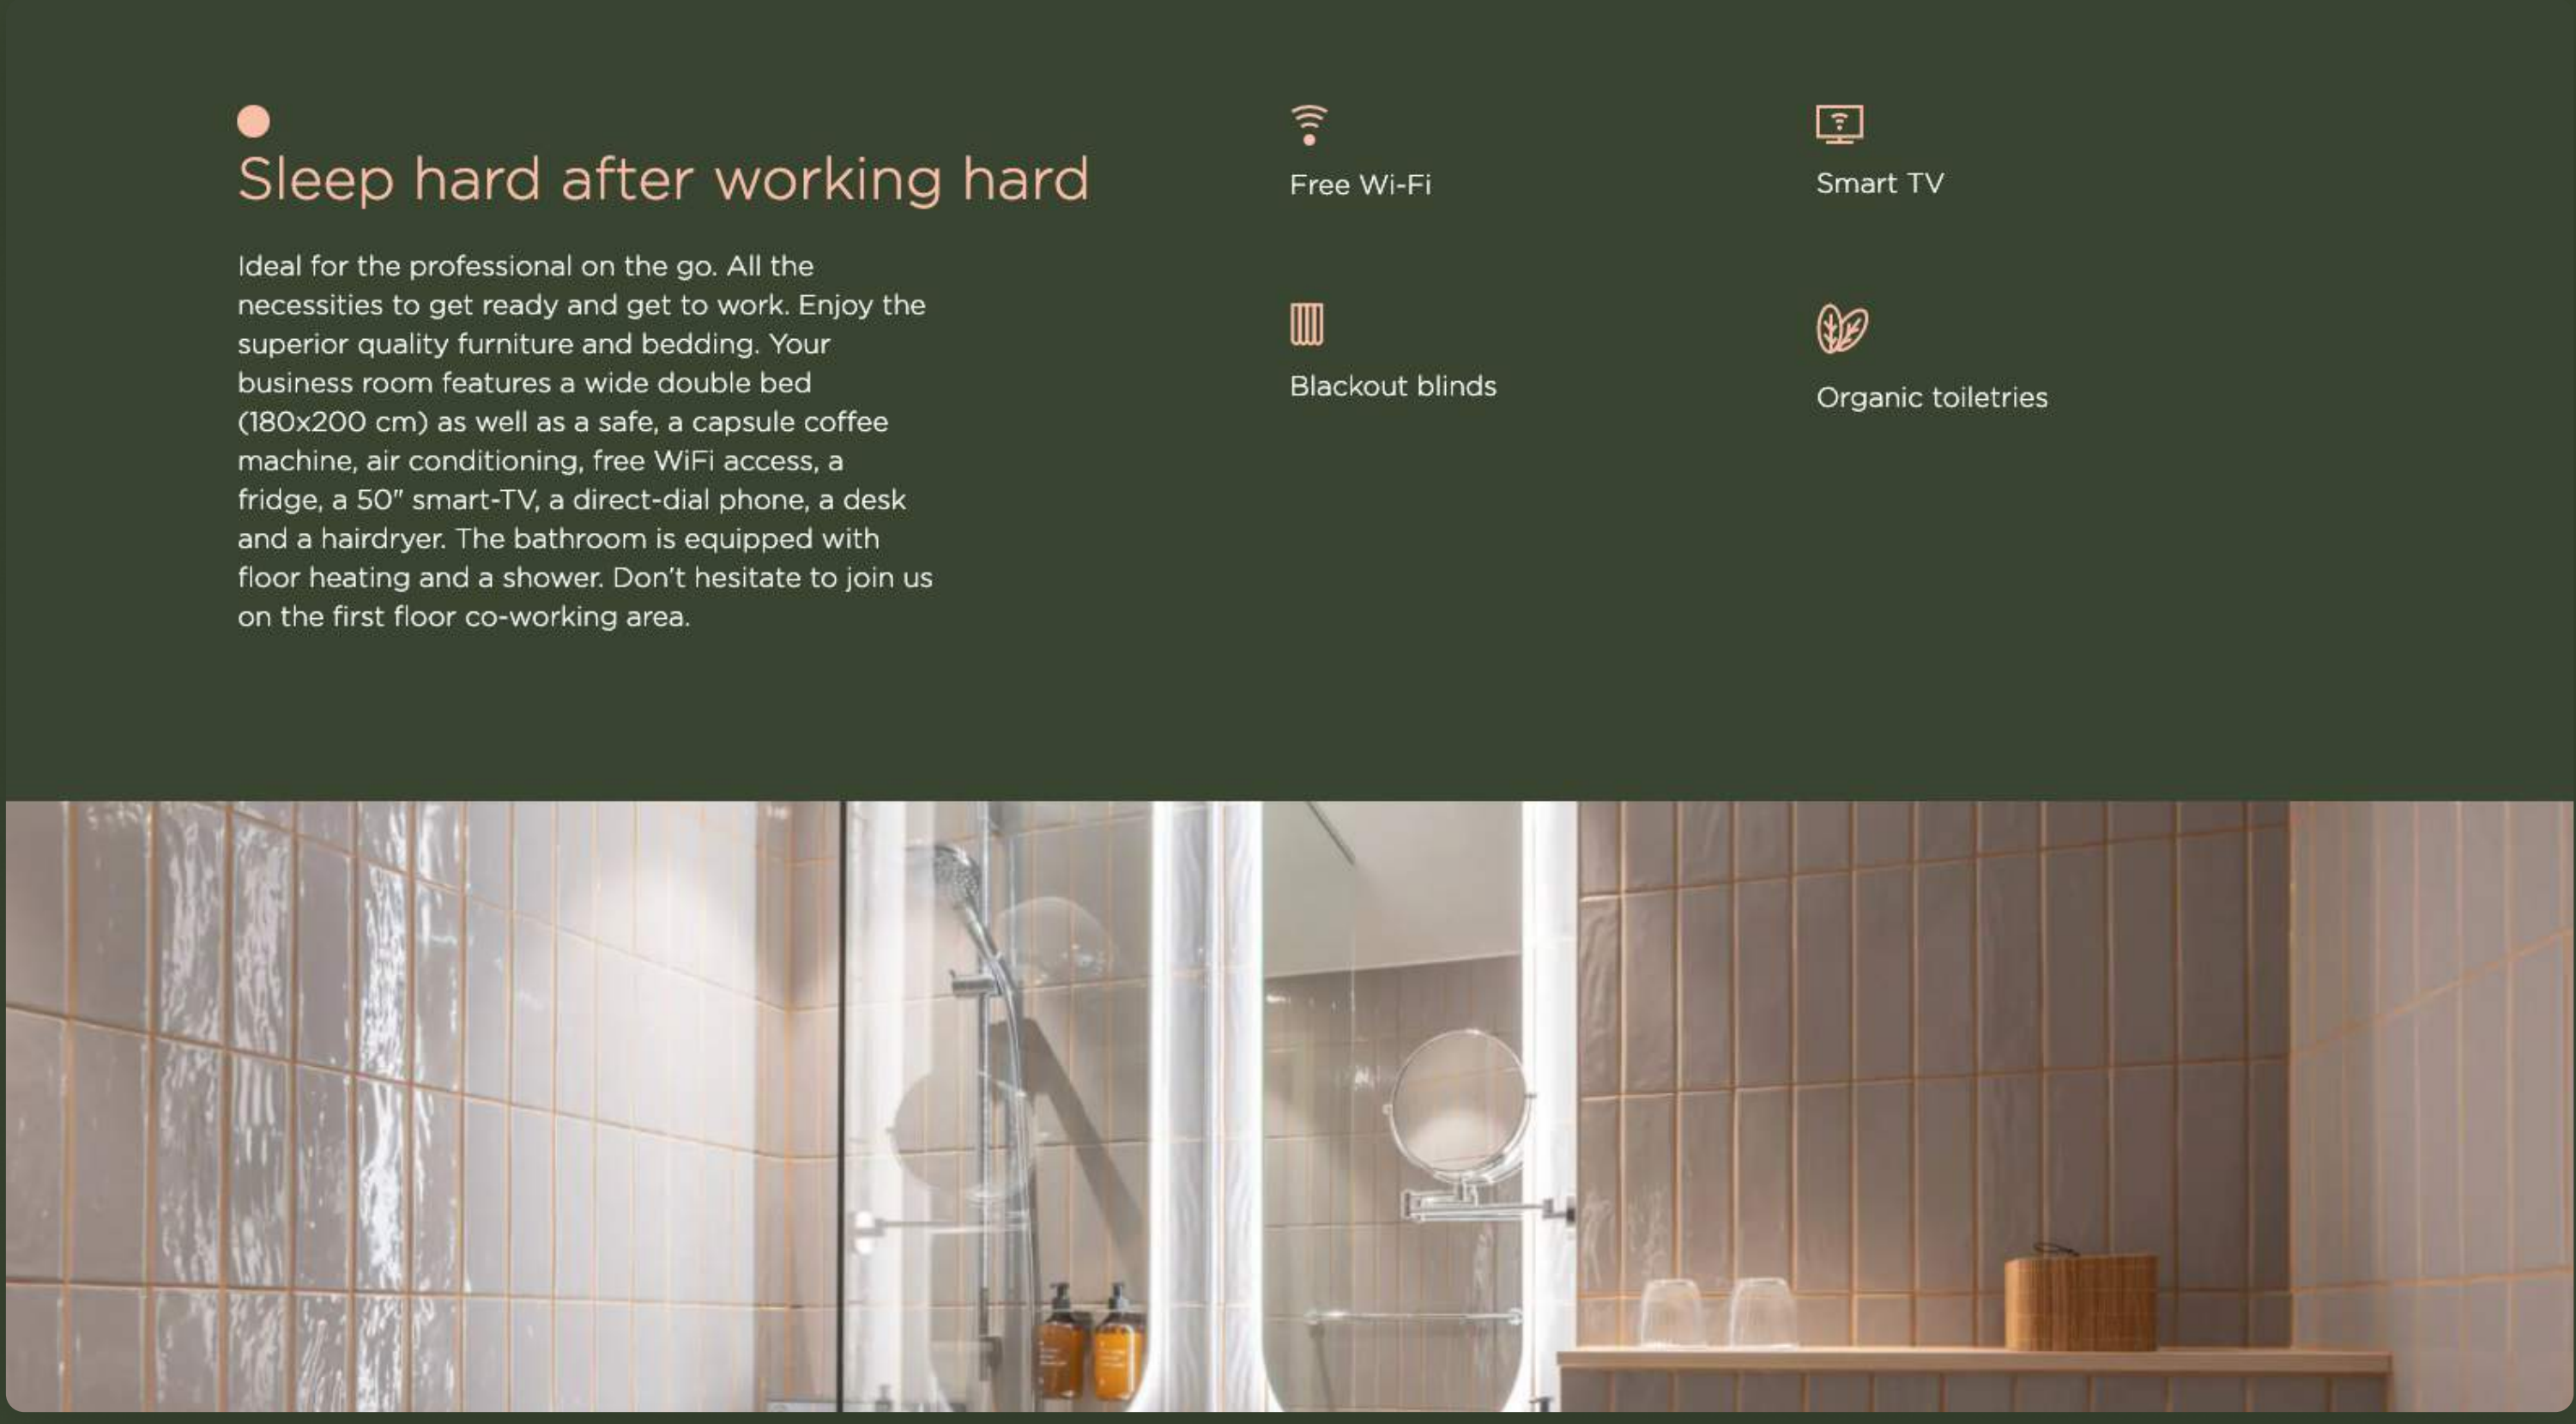 Sleep hard after working hard
Ideal for the professional on the go. All the
necessities to get ready and get to work. Enjoy the
superior quality furniture and bedding. Your
business room features a wide double bed
(180x200 cm) as well as a safe, a capsule coffee
machine, air conditioning, free WiFi access, a
fridge, a 50" smart-TV, a direct-dial phone, a desk
and a hairdryer. The bathroom is equipped with
floor heating and a shower. Don't hesitate to join us
on the first floor co-working area.
Free Wi-Fi
Smart TV
Blackout blinds
Organic toiletries